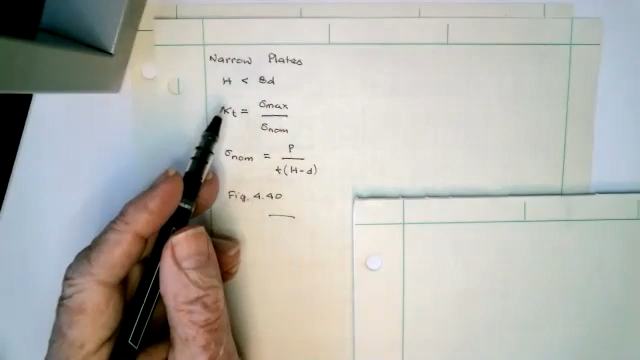 Narrow Plates
H < 8d
Kt = σmax / σnom
σnom = P / t(H-d)
Fig. 4.40